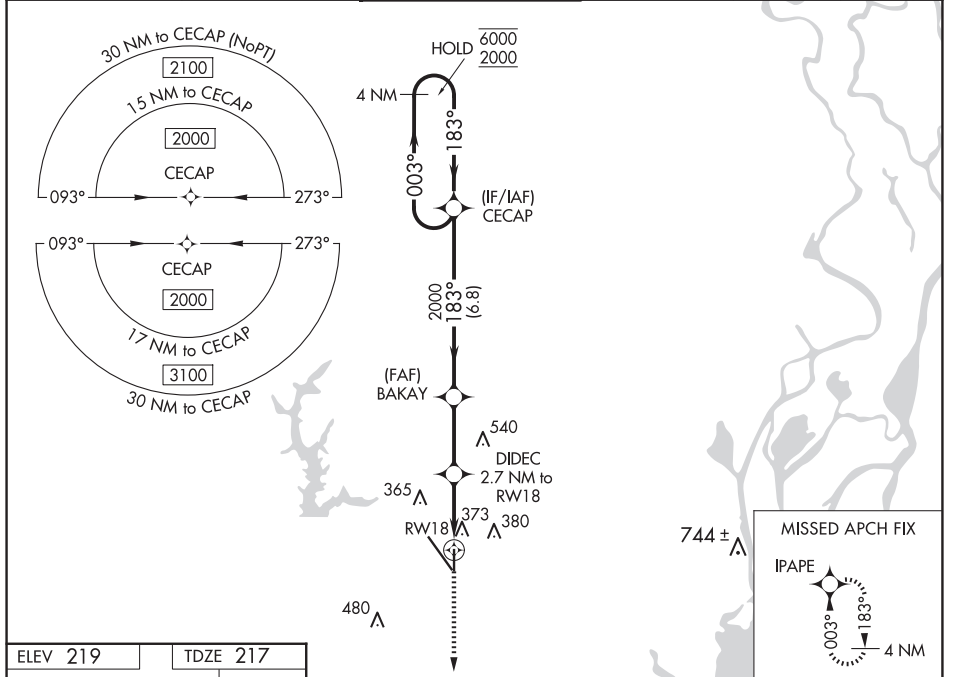 30 NM to CECAP (NoPT)
2100
15 NM to CECAP
2000
CECAP
093°
273°
093°
273°
CECAP
2000
17 NM to CECAP
3100
30 NM to CECAP
HOLD 6000
2000
4 NM
003°
183°
(IF/IAF)
CECAP
2000
183°
(6.8)
(FAF)
BAKAY
540
DIDEC
2.7 NM to
RW18
365
RW18
373
380
480
744 ±
MISSED APCH FIX
IPAPE
003°
183°
4 NM
ELEV 219
TDZE 217